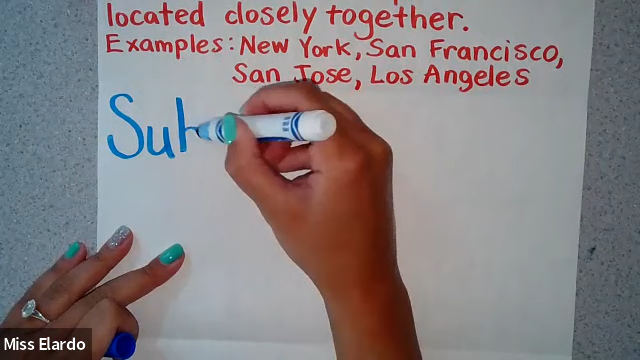 located closely together.
Examples: New York, San Francisco,
San Jose, Los Angeles
Sub
Miss Elardo